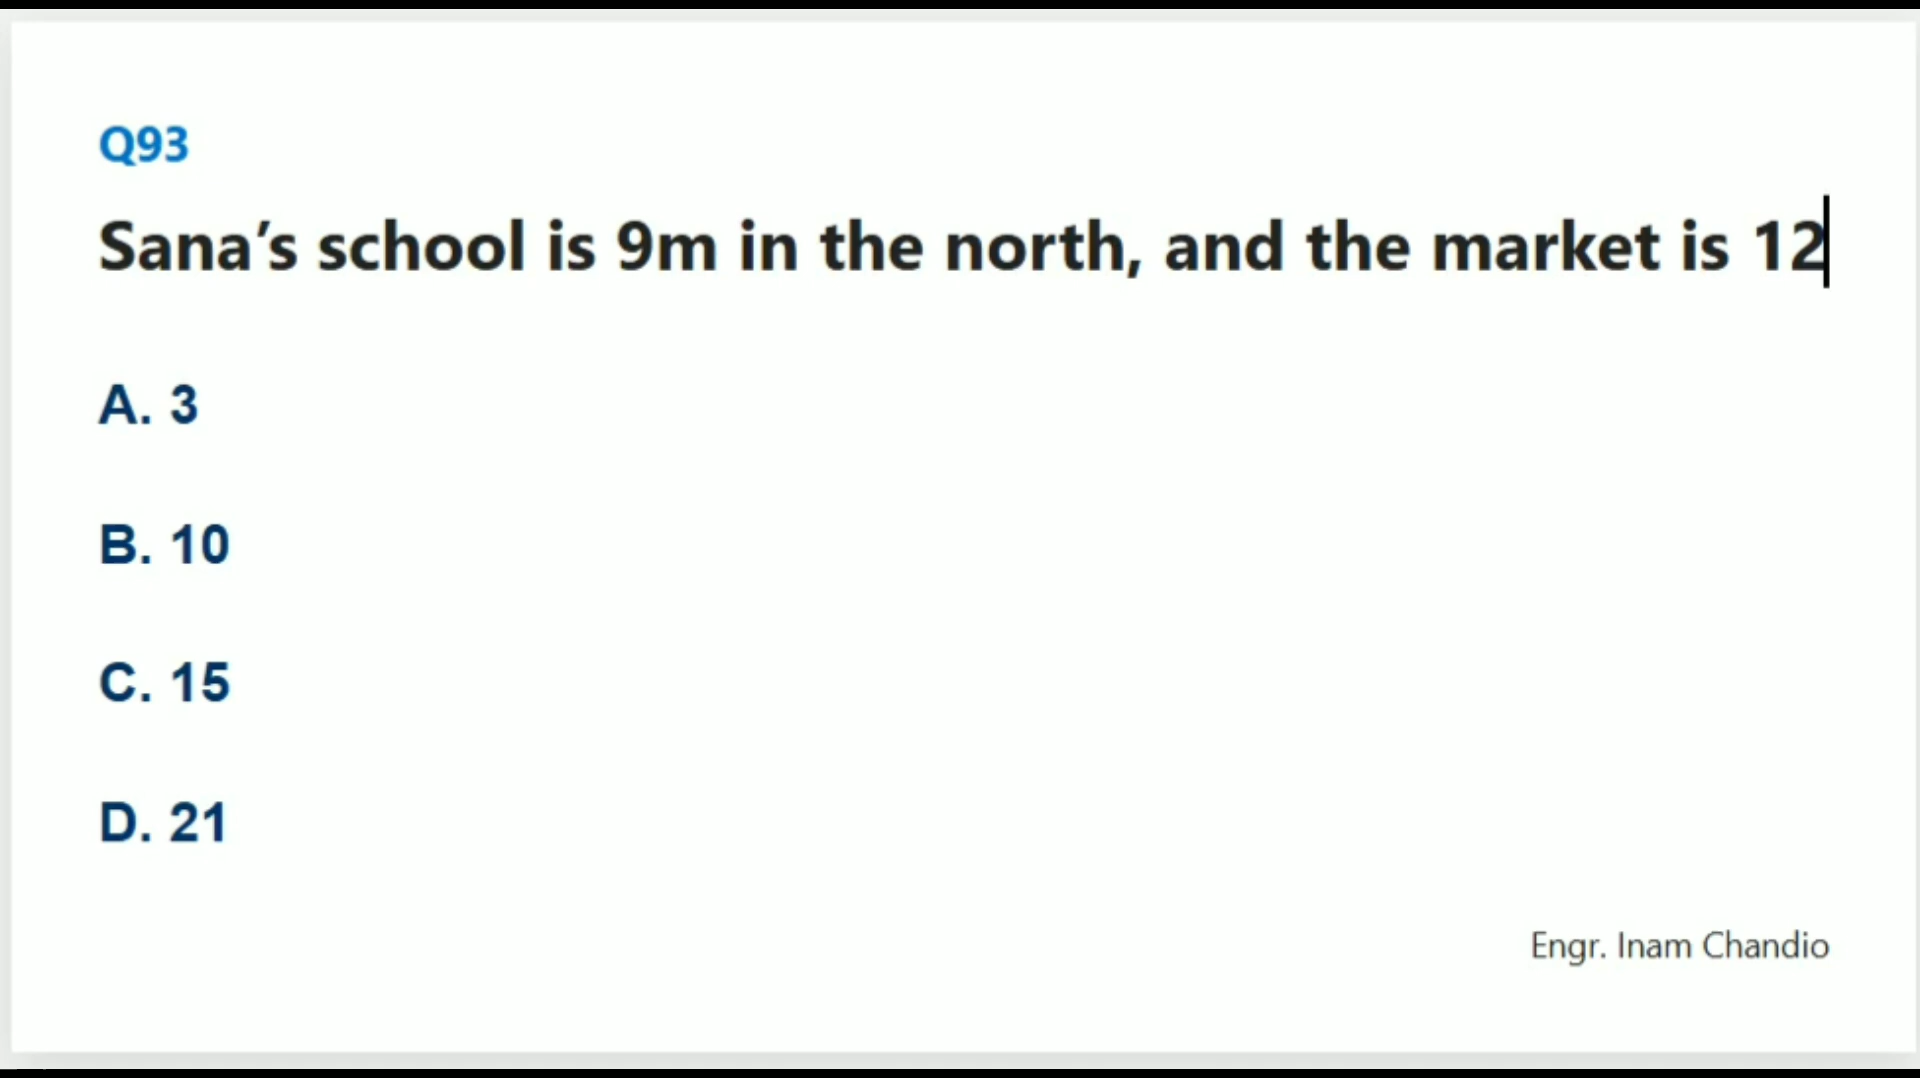 Q93
Sana’s school is 9m in the north, and the market is 12
A. 3
B. 10
C. 15
D. 21
Engr. Inam Chandio